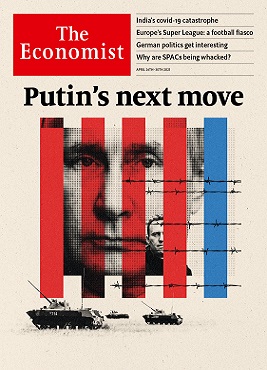 The
Economist
India's covid-19 catastrophe
Europe's Super League: a football fiasco
German politics get interesting
Why are SPACs being whacked?
APRIL 24TH–30TH 2021
Putin's next move